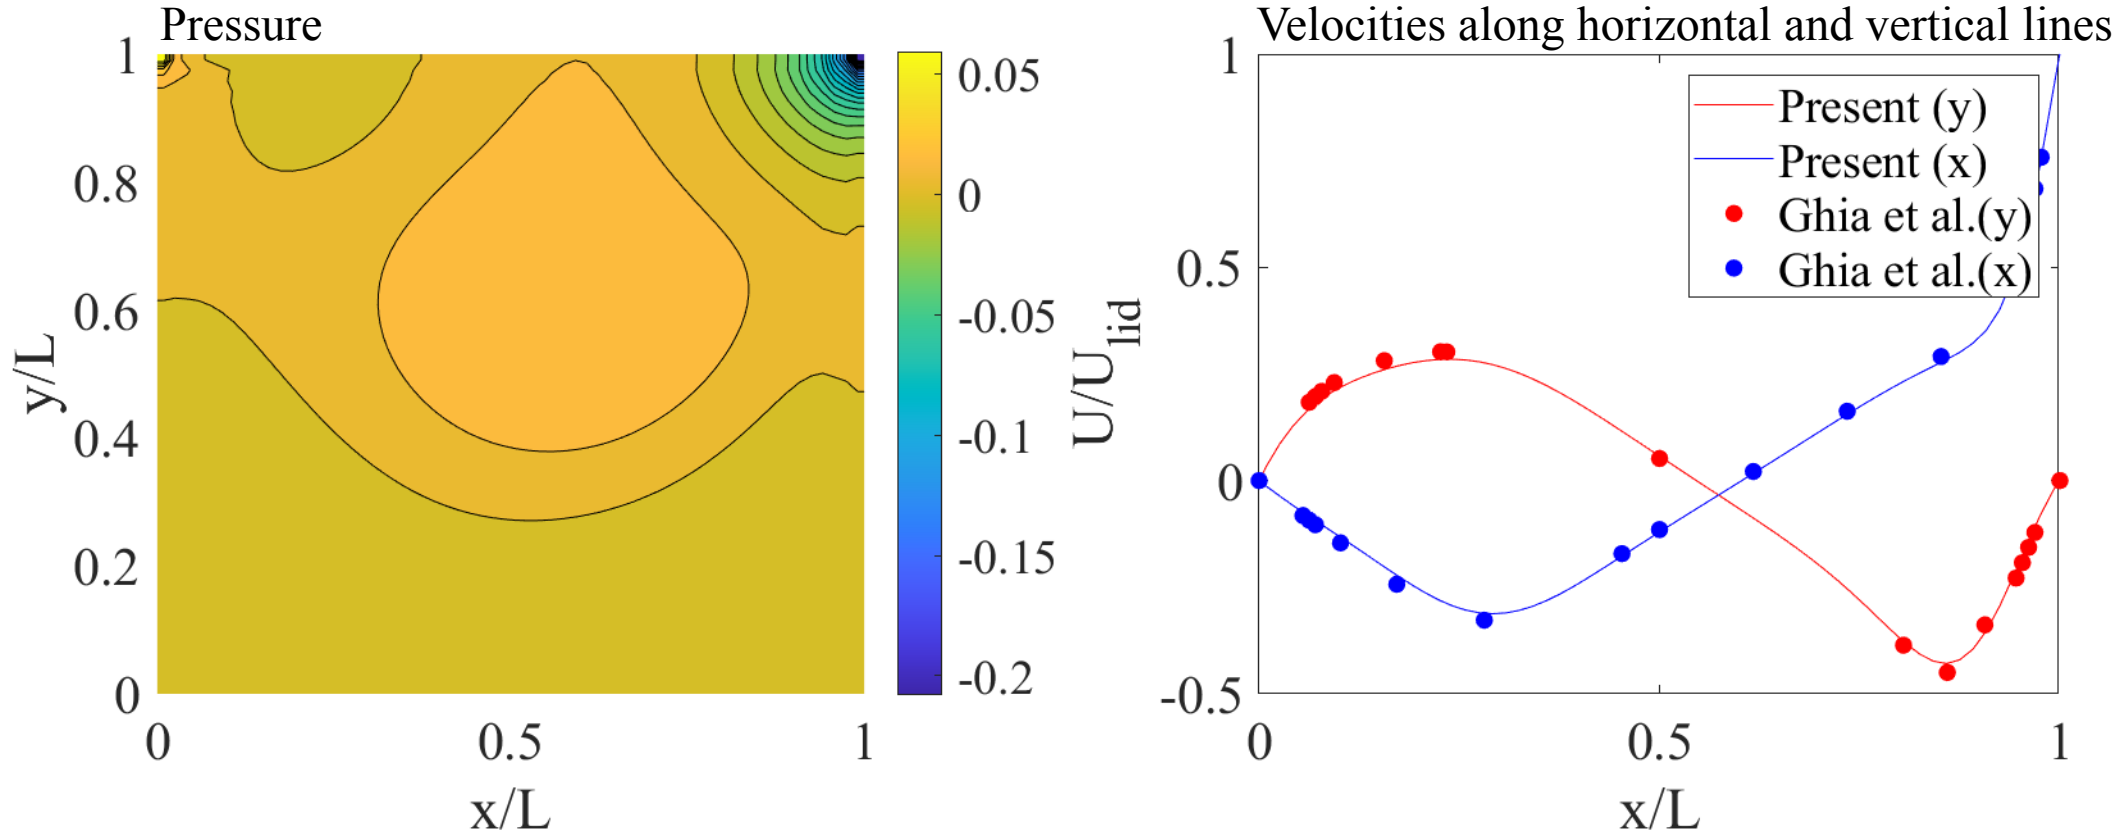 Pressure
1
0.8
0.6
0.4
0.2
0
y/L
0
0.5
1
x/L
0.05
0
-0.05
-0.1
-0.15
-0.2
Velocities along horizontal and vertical lines
1
0.5
0
-0.5
U/U_lid
0
0.5
1
x/L
Present (y)
Present (x)
Ghia et al.(y)
Ghia et al.(x)